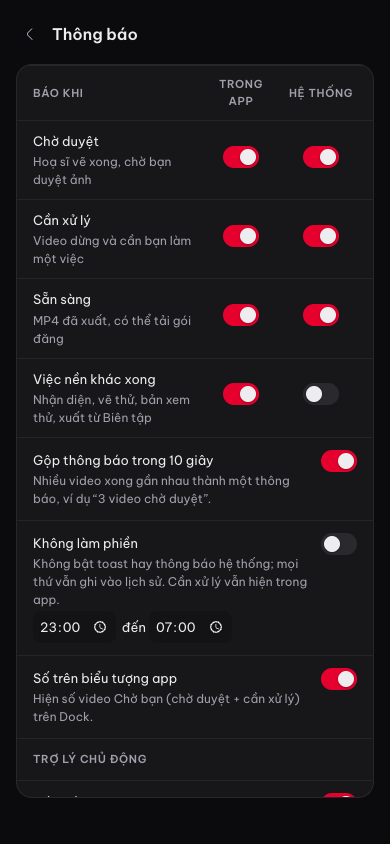 Thông báo
BÁO KHI
TRONG APP
HỆ THỐNG
Chờ duyệt
Hoạ sĩ vẽ xong, chờ bạn
duyệt ảnh
Cần xử lý
Video dừng và cần bạn làm
một việc
Sẵn sàng
MP4 đã xuất, có thể tải gói
đăng
Việc nền khác xong
Nhận diện, vẽ thử, bản xem
thử, xuất từ Biên tập
Gộp thông báo trong 10 giây
Nhiều video xong gần nhau thành một thông
báo, ví dụ “3 video chờ duyệt”.
Không làm phiền
Không bật toast hay thông báo hệ thống; mọi
thứ vẫn ghi vào lịch sử. Cần xử lý vẫn hiện trong
app.
23:00 đến 07:00
Số trên biểu tượng app
Hiện số video Chờ bạn (chờ duyệt + cần xử lý)
trên Dock.
TRỢ LÝ CHỦ ĐỘNG